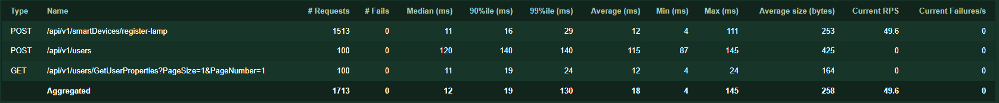 Type Name # Requests # Fails Median (ms) 90%ile (ms) 99%ile (ms) Average (ms) Min (ms) Max (ms) Average size (bytes) Current RPS Current Failures/s
POST /api/v1/smartDevices/register-lamp 1513 0 11 16 29 12 4 111 253 49.6 0
POST /api/v1/users 100 0 120 140 140 115 87 145 425 0 0
GET /api/v1/users/GetUserProperties?PageSize=1&PageNumber=1 100 0 11 19 24 12 4 24 164 0 0
Aggregated 1713 0 12 19 130 18 4 145 258 49.6 0